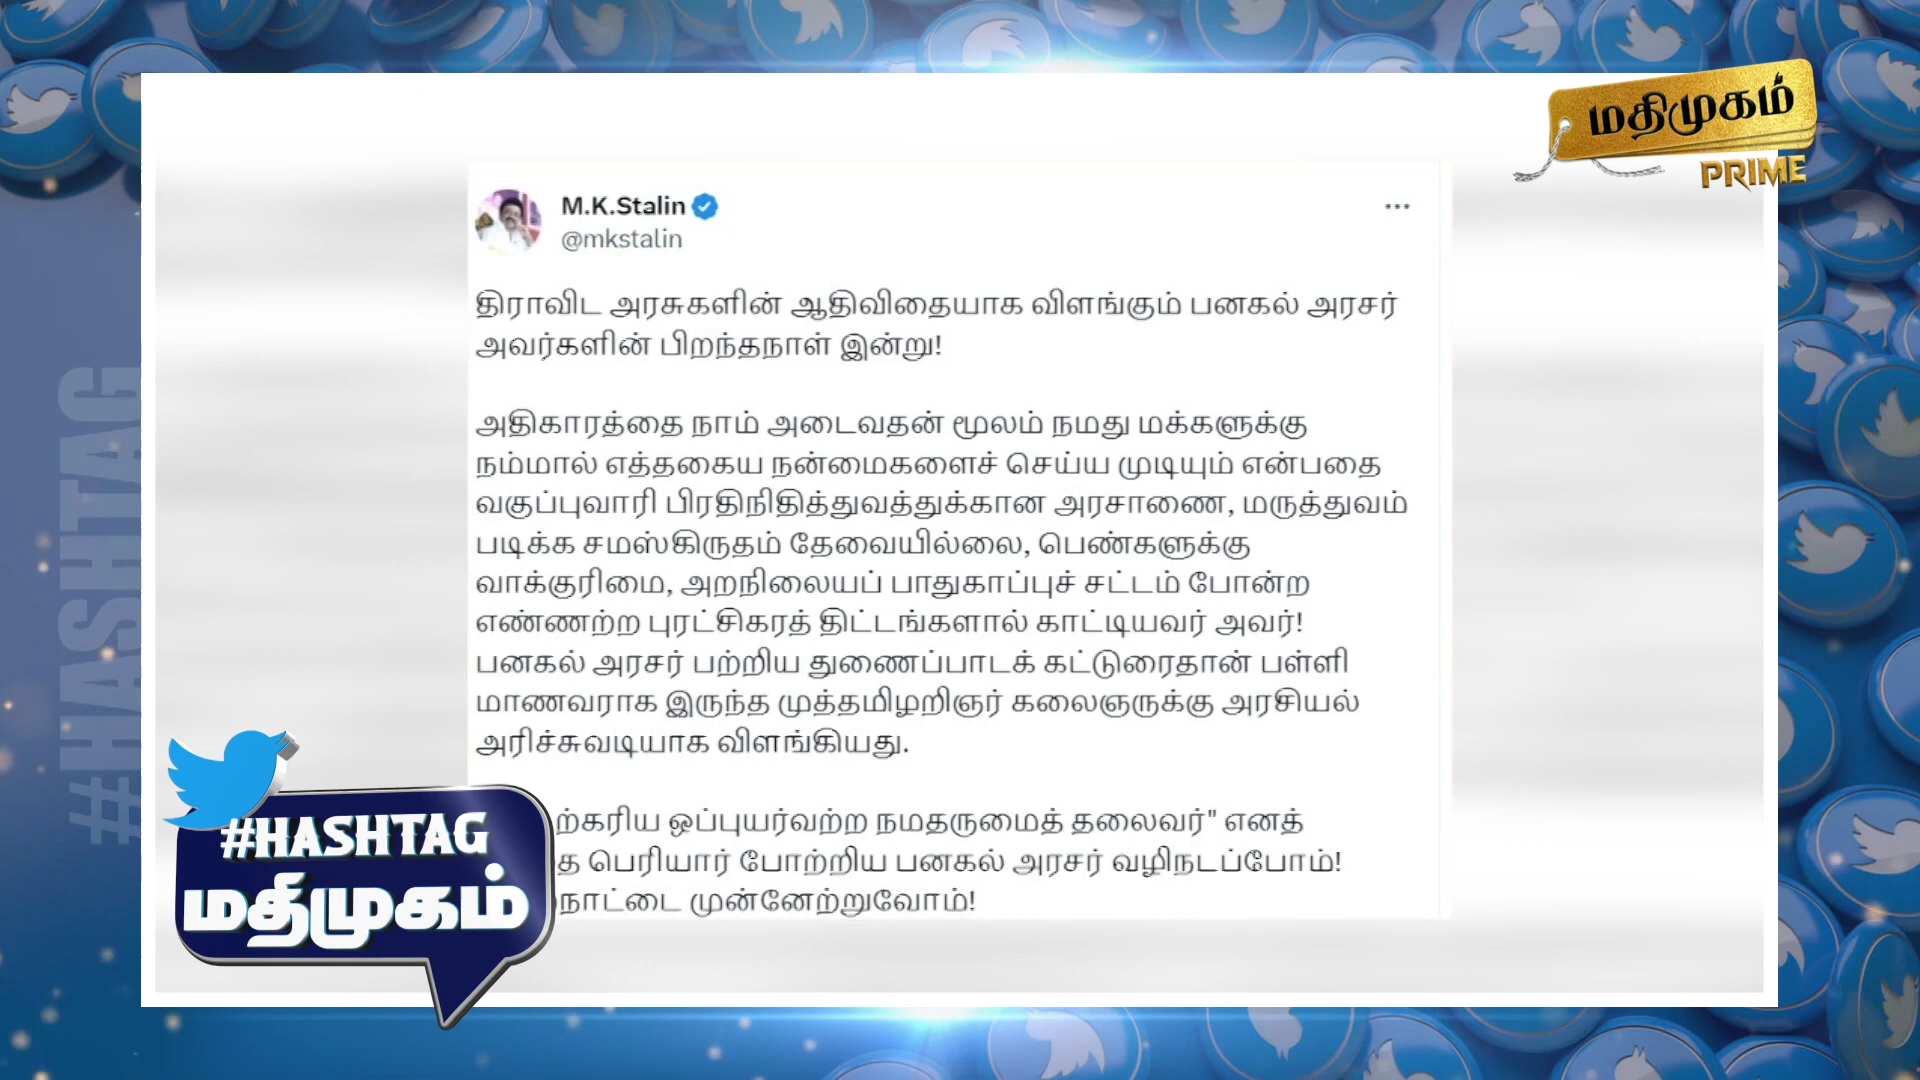 மதிமுகம்
PRIME
M.K.Stalin
@mkstalin
திராவிட அரசுகளின் ஆதிவிதையாக விளங்கும் பனகல் அரசர்
அவர்களின் பிறந்தநாள் இன்று!
அதிகாரத்தை நாம் அடைவதன் மூலம் நமது மக்களுக்கு
நம்மால் எத்தகைய நன்மைகளைச் செய்ய முடியும் என்பதை
வகுப்புவாரி பிரதிநிதித்துவத்துக்கான அரசாணை, மருத்துவம்
படிக்க சமஸ்கிருதம் தேவையில்லை, பெண்களுக்கு
வாக்குரிமை, அறநிலையப் பாதுகாப்புச் சட்டம் போன்ற
எண்ணற்ற புரட்சிகரத் திட்டங்களால் காட்டியவர் அவர்!
பனகல் அரசர் பற்றிய துணைப்பாடக் கட்டுரைதான் பள்ளி
மாணவராக இருந்த முத்தமிழறிஞர் கலைஞருக்கு அரசியல்
அரிச்சுவடியாக விளங்கியது.
ஒப்புயர்வற்ற நமதருமைத் தலைவர்" எனத்
பெரியார் போற்றிய பனகல் அரசர் வழிநடப்போம்!
முன்னேற்றுவோம்!
#HASHTAG
#HASHTAG
மதிமுகம்